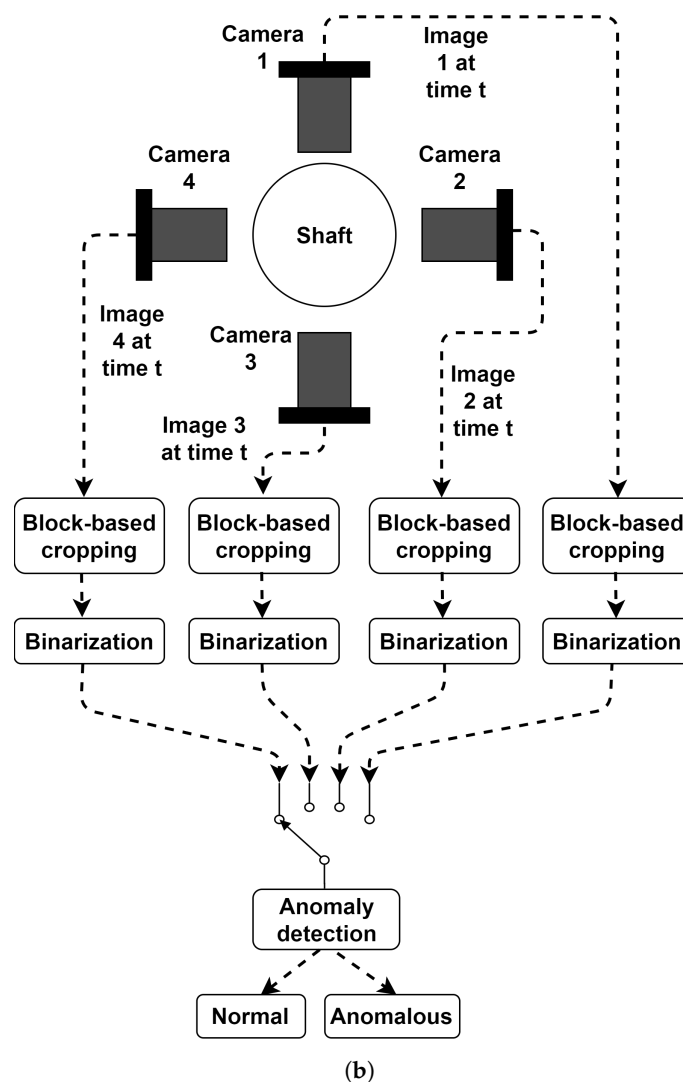 Camera
1
Image
1 at
time t
Camera
4
Camera
2
Shaft
Image
4 at
time t
Camera
3
Image
2 at
time t
Image 3
at time t
Block-based
cropping
Block-based
cropping
Block-based
cropping
Block-based
cropping
Binarization
Binarization
Binarization
Binarization
Anomaly
detection
Normal
Anomalous
(b)